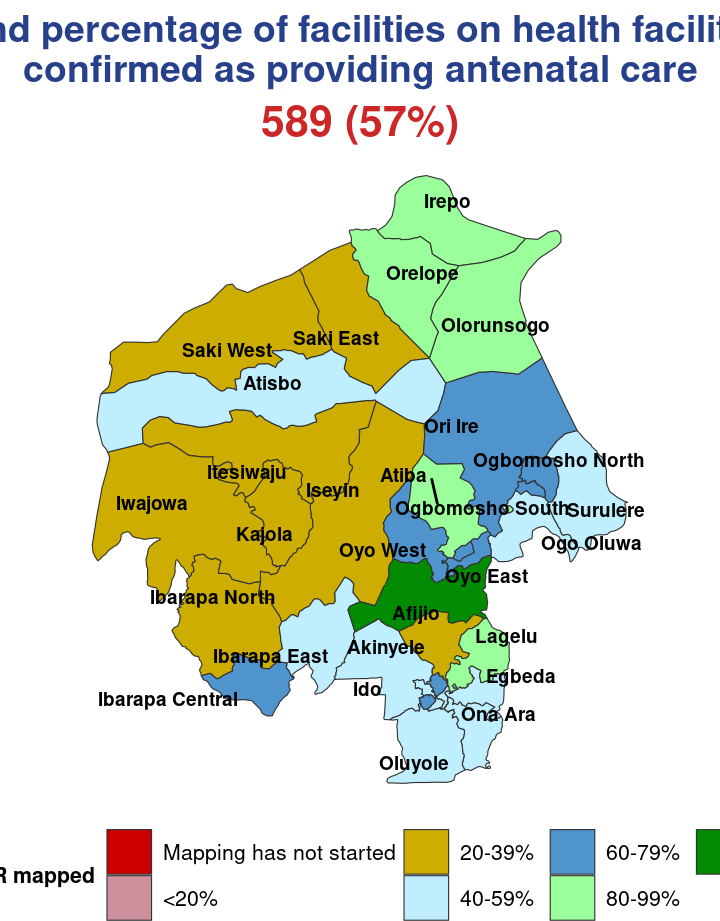 percentage of facilities on health
confirmed as providing antenatal care
589 (57%)
Irepo
Orelope
Olorunsogo
Saki East
Saki West
Atisbo
Ori Ire
Ogbomosho North
Itesiwaju
Atiba
Iseyin
Iwajowa
Ogbomosho South
Surulere
Kajola
Ogo Oluwa
Oyo West
Oyo East
Ibarapa North
Afijio
Lagelu
Akinyele
Ibarapa East
Egbeda
Ido
Ibarapa Central
Ona Ara
Oluyole
Mapping has not started
20-39%
60-79%
R mapped
<20%
40-59%
80-99%